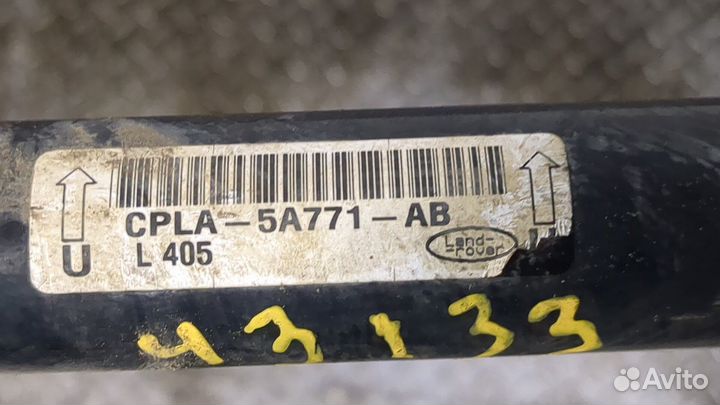 CPLA-5A771-AB
U L 405
Land-
rover
43133
Avito